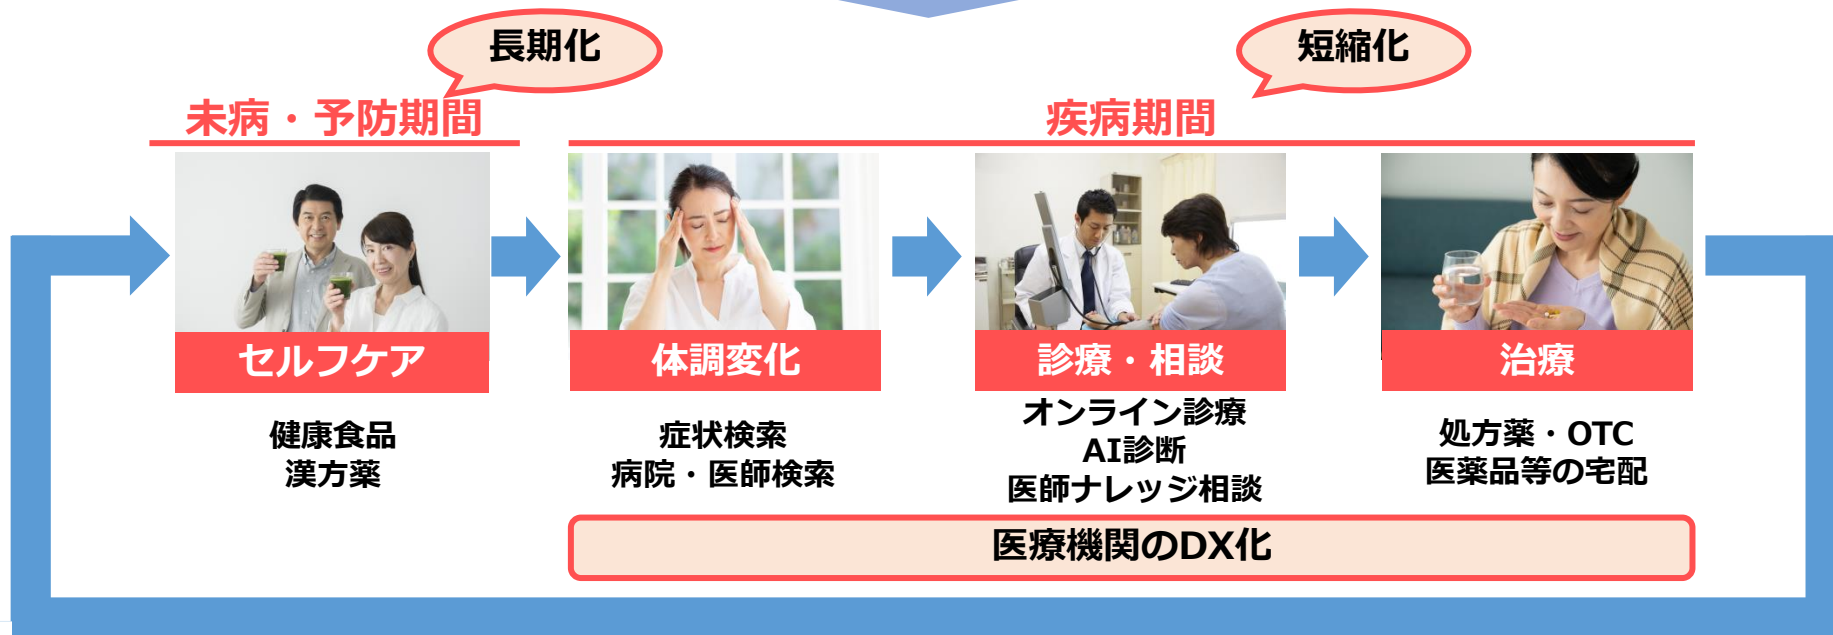 長期化
短縮化
未病・予防期間
疾病期間
セルフケア
体調変化
診療・相談
治療
健康食品
漢方薬
症状検索
病院・医師検索
オンライン診療
AI診断
医師ナレッジ相談
処方薬・OTC
医薬品等の宅配
医療機関のDX化